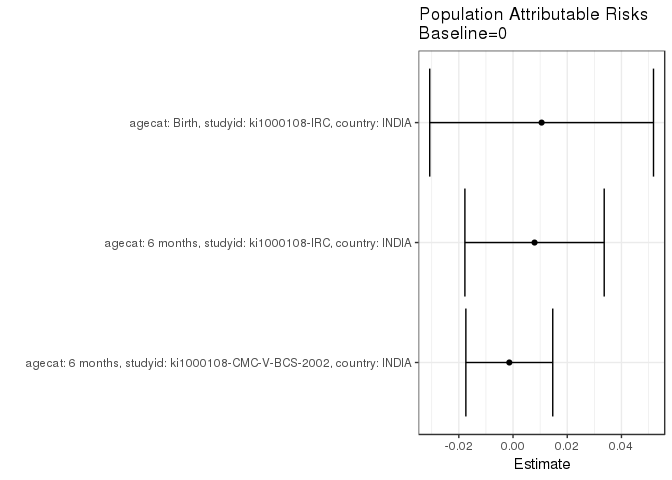 Population Attributable Risks
Baseline=0
agecat: Birth, studyid: ki1000108-IRC, country: INDIA
agecat: 6 months, studyid: ki1000108-IRC, country: INDIA
agecat: 6 months, studyid: ki1000108-CMC-V-BCS-2002, country: INDIA
-0.02 0.00 0.02 0.04
Estimate